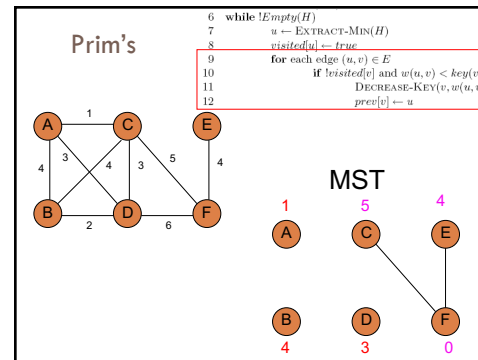 Prim's
6 while !Empty(H)
7 u ← EXTRACT-MIN(H)
8 visited[u] ← true
9 for each edge (u, v) ∈ E
10 if !visited[v] and w(u, v) < key(v
11 DECREASE-KEY(v, w(u, v
12 prev[v] ← u
1
A C E
4 3 4 3 5 4
B 2 D 6 F
MST
1 5 4
A C E
B D F
4 3 0